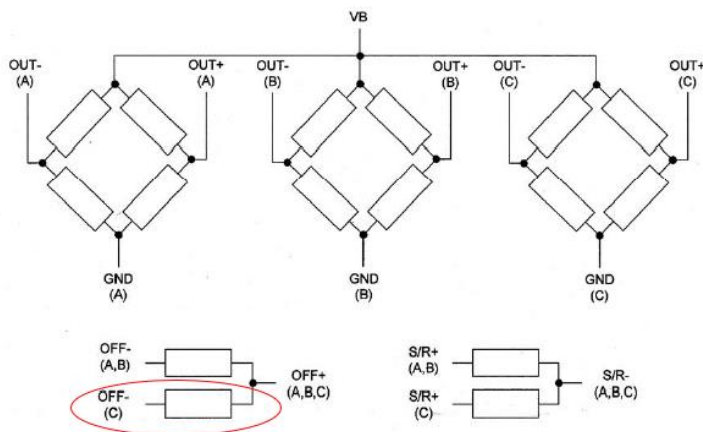 VB
OUT-
(A)
OUT+
(A)
OUT-
(B)
OUT+
(B)
OUT-
(C)
OUT+
(C)
GND
(A)
GND
(B)
GND
(C)
OFF-
(A,B)
OFF+
(A,B,C)
OFF-
(C)
S/R+
(A,B)
S/R-
(A,B,C)
S/R+
(C)